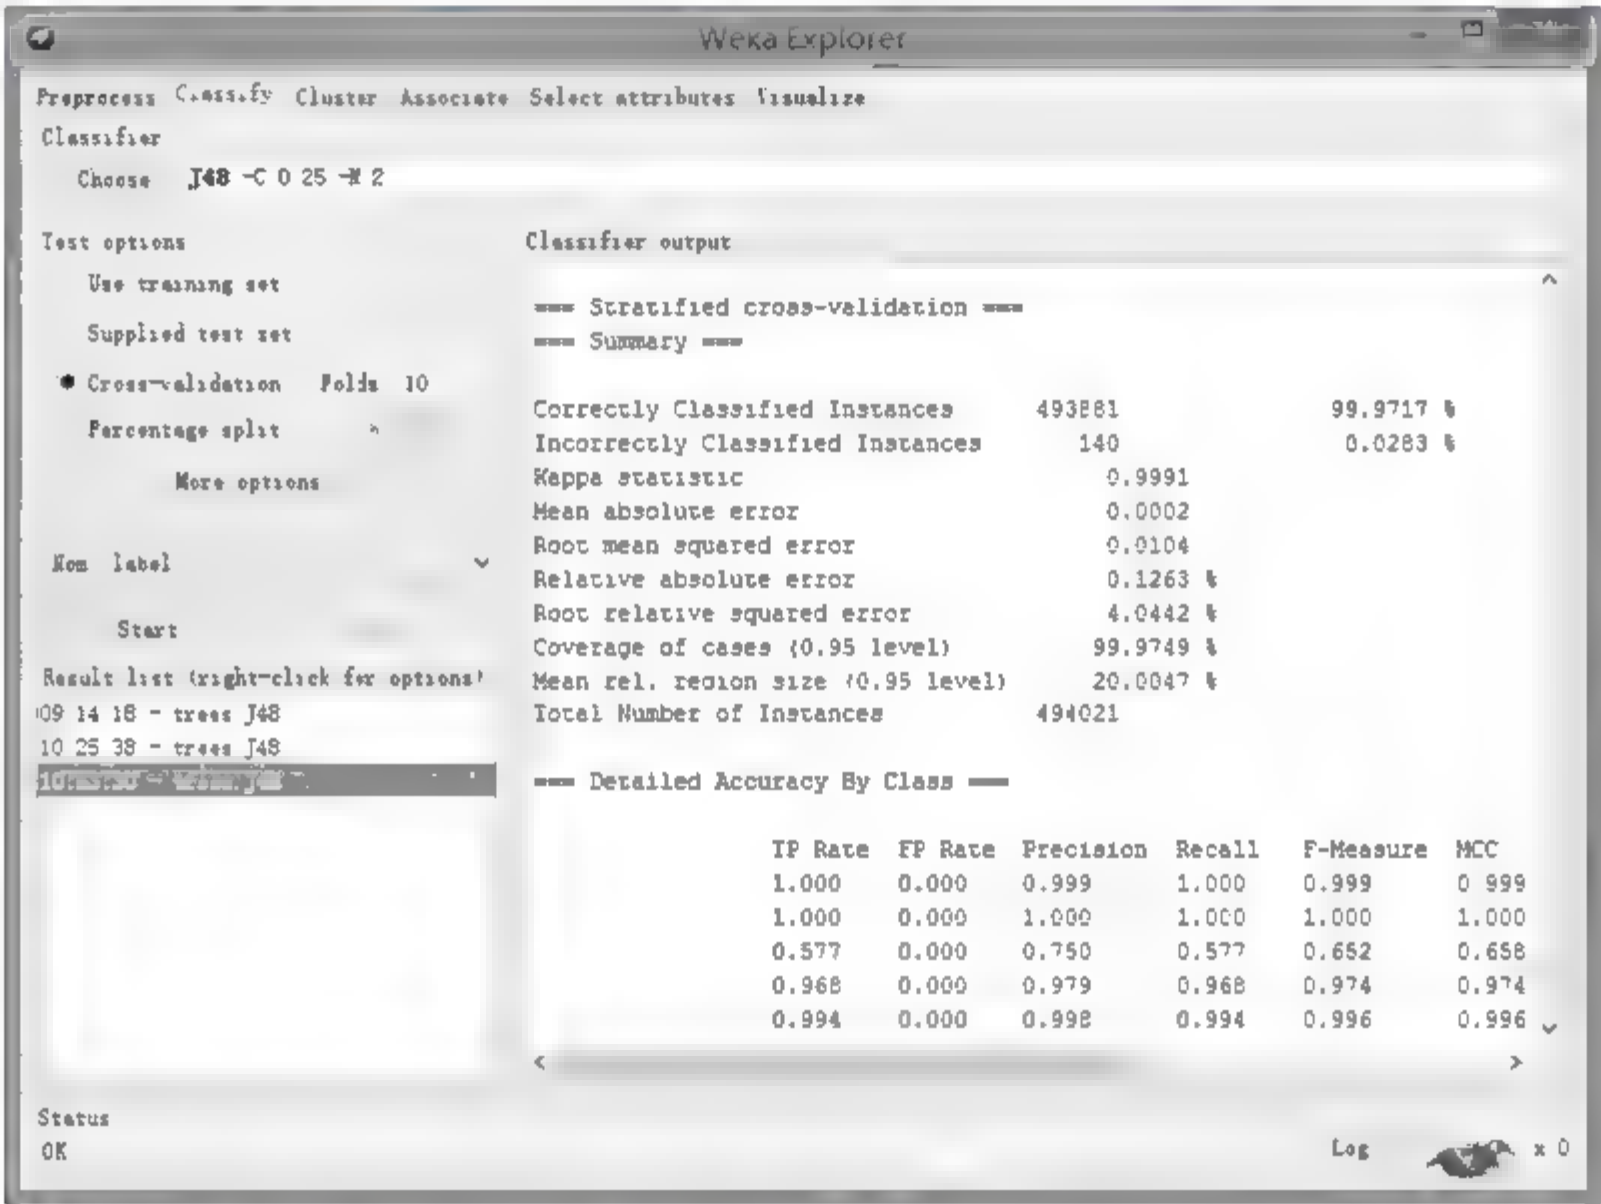 Weka Explorer
Preprocess Classify Cluster Associate Select attributes Visualize
Classifier
Choose J48 -C 0 25 -M 2
Test options
Use training set
Supplied test set
Cross-validation Folds 10
Percentage split %
More options
Nom label
Start
Result list (right-click for options)
09 14 18 - trees J48
10 25 38 - trees J48
Classifier output
=== Stratified cross-validation ===
=== Summary ===
Correctly Classified Instances 493881 99.9717 %
Incorrectly Classified Instances 140 0.0283 %
Kappa statistic 0.9991
Mean absolute error 0.0002
Root mean squared error 0.0104
Relative absolute error 0.1263 %
Root relative squared error 4.0442 %
Coverage of cases (0.95 level) 99.9749 %
Mean rel. region size (0.95 level) 20.0047 %
Total Number of Instances 494021
=== Detailed Accuracy By Class ===
TP Rate FP Rate Precision Recall F-Measure MCC
1.000 0.000 0.999 1.000 0.999 0 999
1.000 0.000 1.000 1.000 1.000 1.000
0.577 0.000 0.750 0.577 0.652 0.658
0.968 0.000 0.979 0.968 0.974 0.974
0.994 0.000 0.998 0.994 0.996 0.996
Status
OK
Log
x 0